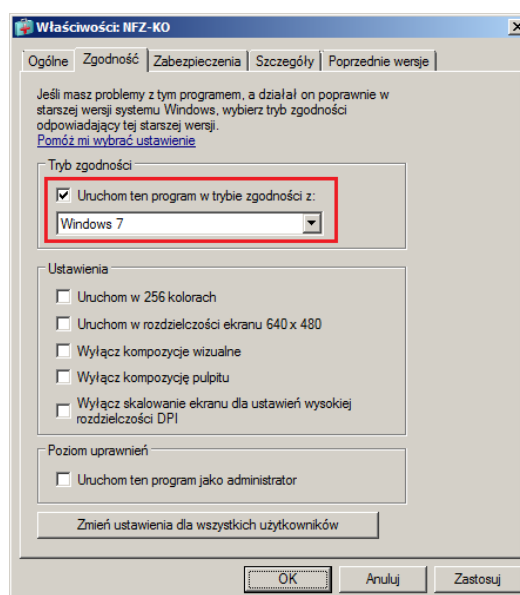 Właściwości: NFZ-KO
Ogólne Zgodność Zabezpieczenia Szczegóły Poprzednie wersje
Jeśli masz problemy z tym programem, a działał on poprawnie w
starszej wersji systemu Windows, wybierz tryb zgodności
odpowiadający tej starszej wersji.
Pomóż mi wybrać ustawienie
Tryb zgodności
Uruchom ten program w trybie zgodności z:
Windows 7
Ustawienia
Uruchom w 256 kolorach
Uruchom w rozdzielczości ekranu 640 x 480
Wyłącz kompozycje wizualne
Wyłącz kompozycję pulpitu
Wyłącz skalowanie ekranu dla ustawień wysokiej
rozdzielczości DPI
Poziom uprawnień
Uruchom ten program jako administrator
Zmień ustawienia dla wszystkich użytkowników
OK Anuluj Zastosuj